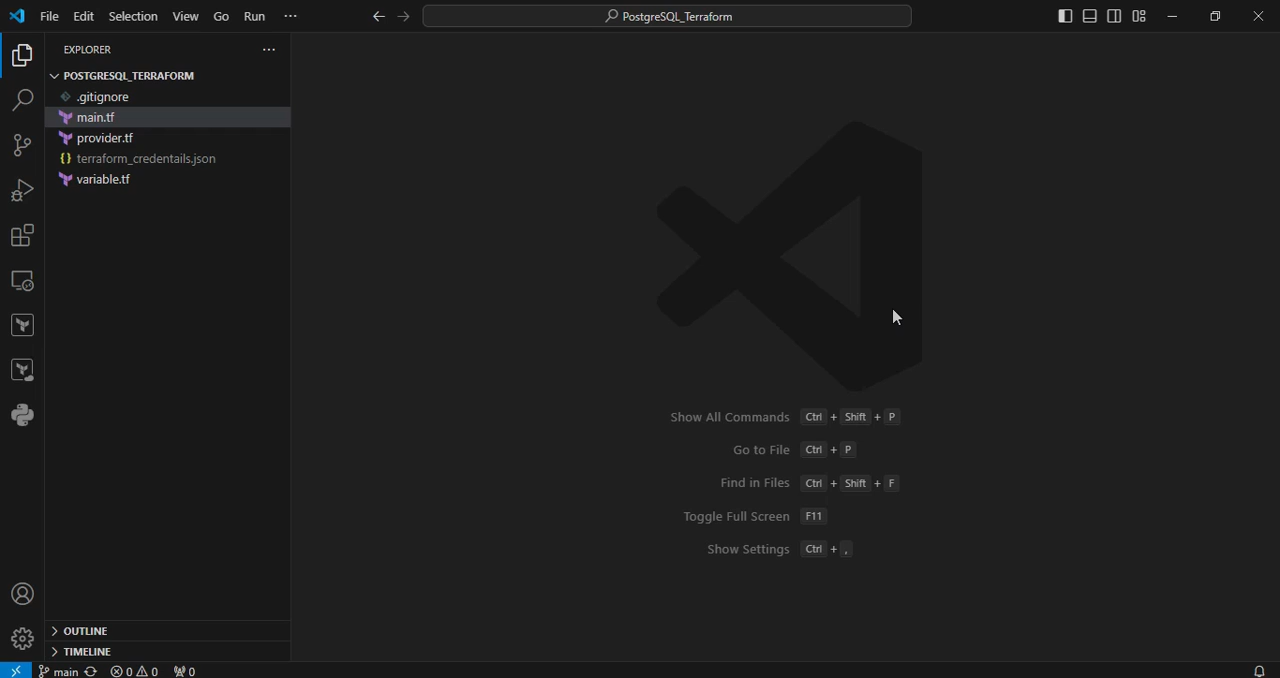 File Edit Selection View Go Run ···
PostgreSQL_Terraform
EXPLORER ···
POSTGRESQL_TERRAFORM
.gitignore
main.tf
provider.tf
{} terraform_credentails.json
variable.tf
Show All Commands Ctrl + Shift + P
Go to File Ctrl + P
Find in Files Ctrl + Shift + F
Toggle Full Screen F11
Show Settings Ctrl + ,
OUTLINE
TIMELINE
main 0 0 0